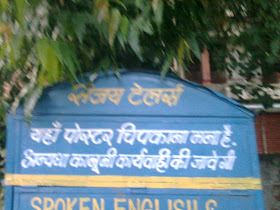 संजय टेलर्स
यहाँ पोस्टर चिपकाना मना है.
अन्यथा कानूनी कार्यवाही की जावे गी
SPOKEN ENGLISH &